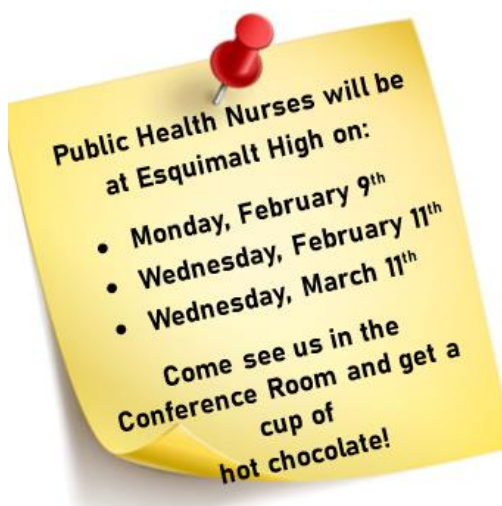 Public Health Nurses will be
at Esquimalt High on:
• Monday, February 9th
• Wednesday, February 11th
• Wednesday, March 11th
Come see us in the
Conference Room and get a
cup of
hot chocolate!